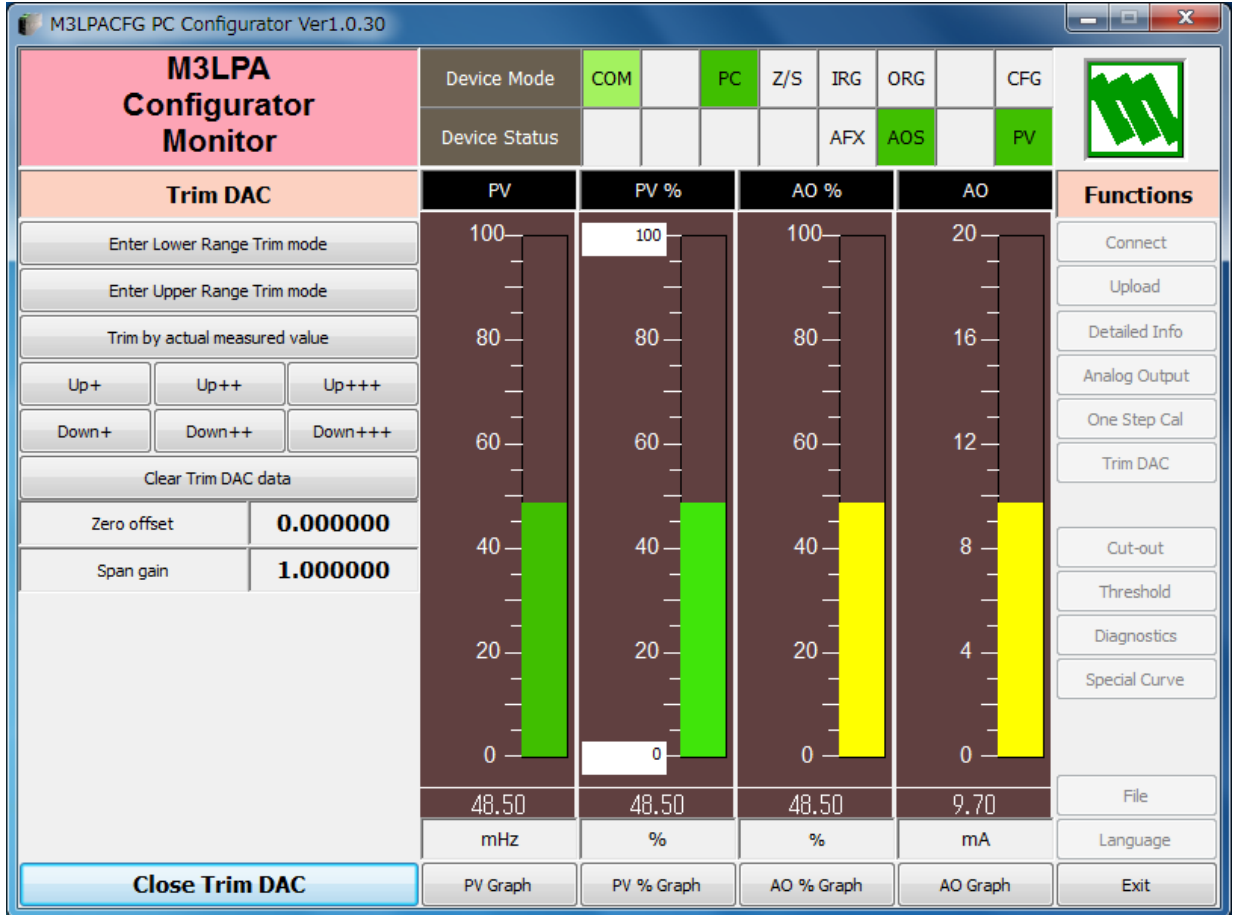 M3LPACFG PC Configurator Ver1.0.30
M3LPA
Configurator
Monitor
Device Mode COM PC Z/S IRG ORG CFG
Device Status AFX AOS PV
Trim DAC
Enter Lower Range Trim mode
Enter Upper Range Trim mode
Trim by actual measured value
Up+ Up++ Up+++
Down+ Down++ Down+++
Clear Trim DAC data
Zero offset 0.000000
Span gain 1.000000
Close Trim DAC
PV PV % AO % AO
100 100 100 20
80 80 80 16
60 60 60 12
40 40 40 8
20 20 20 4
0 0 0 0
48.50 48.50 48.50 9.70
mHz % % mA
PV Graph PV % Graph AO % Graph AO Graph
Functions
Connect
Upload
Detailed Info
Analog Output
One Step Cal
Trim DAC
Cut-out
Threshold
Diagnostics
Special Curve
File
Language
Exit